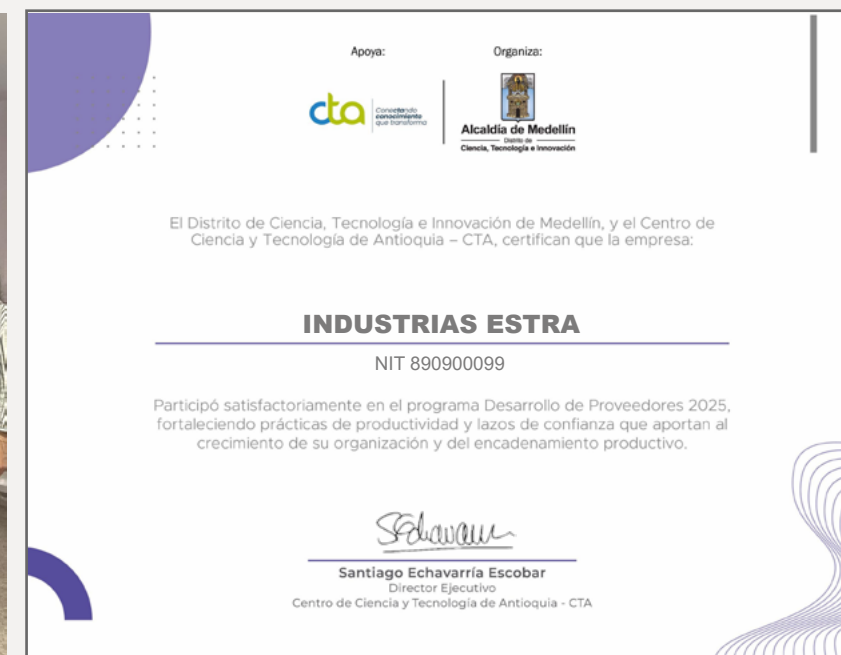 Apoya:
Organiza:
cta
Conectando
conocimiento
que transforma
Alcaldía de Medellín
Distrito de
Ciencia, Tecnología e Innovación
El Distrito de Ciencia, Tecnología e Innovación de Medellín, y el Centro de
Ciencia y Tecnología de Antioquia – CTA, certifican que la empresa:
INDUSTRIAS ESTRA
NIT 890900099
Participó satisfactoriamente en el programa Desarrollo de Proveedores 2025,
fortaleciendo prácticas de productividad y lazos de confianza que aportan al
crecimiento de su organización y del encadenamiento productivo.
Santiago Echavarría Escobar
Director Ejecutivo
Centro de Ciencia y Tecnología de Antioquia - CTA